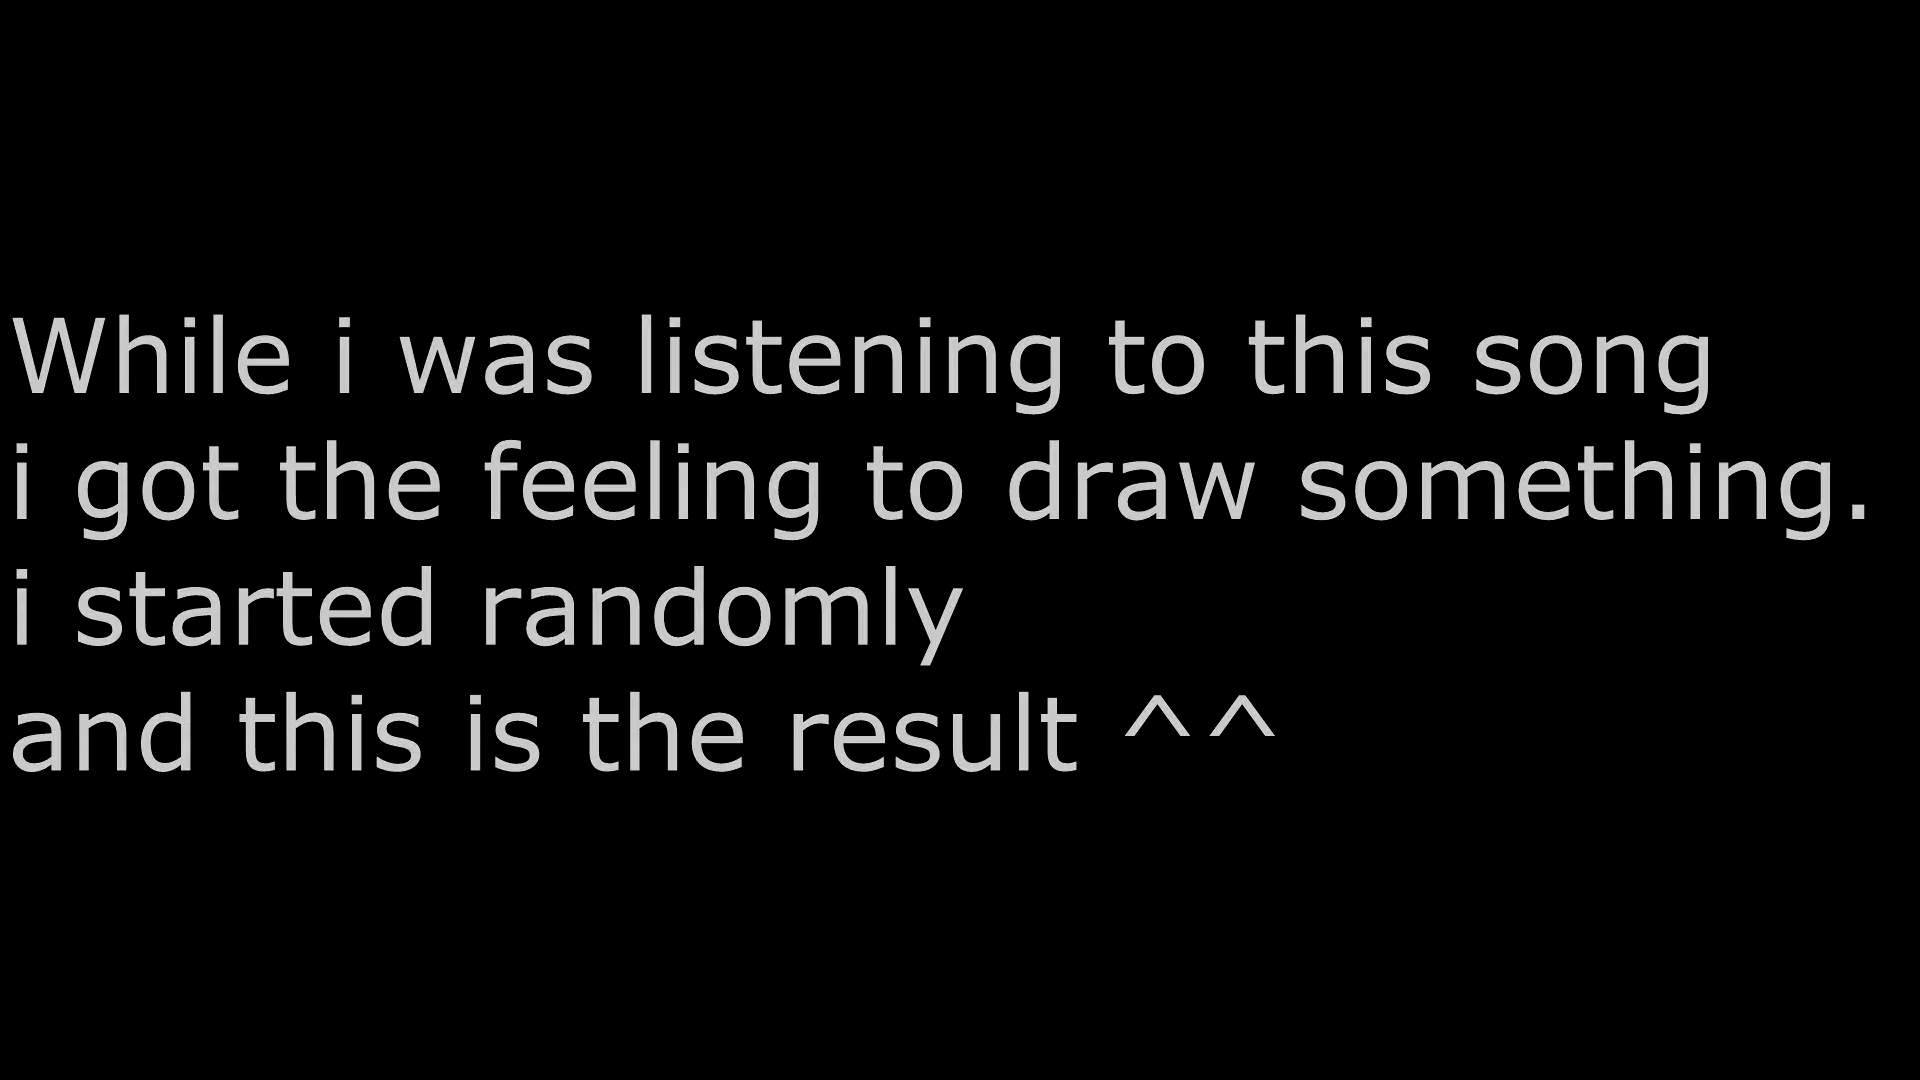 While i was listening to this song
i got the feeling to draw something.
i started randomly
and this is the result ^^